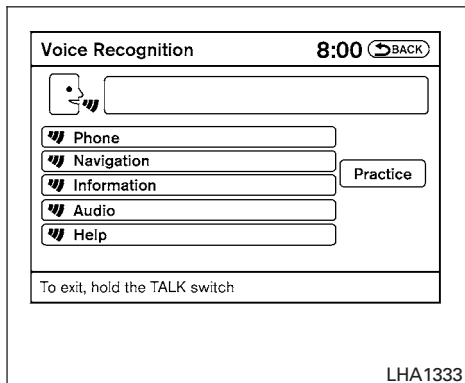 Voice Recognition 8:00 BACK
Phone
Navigation
Practice
Information
Audio
Help
To exit, hold the TALK switch
LHA1333